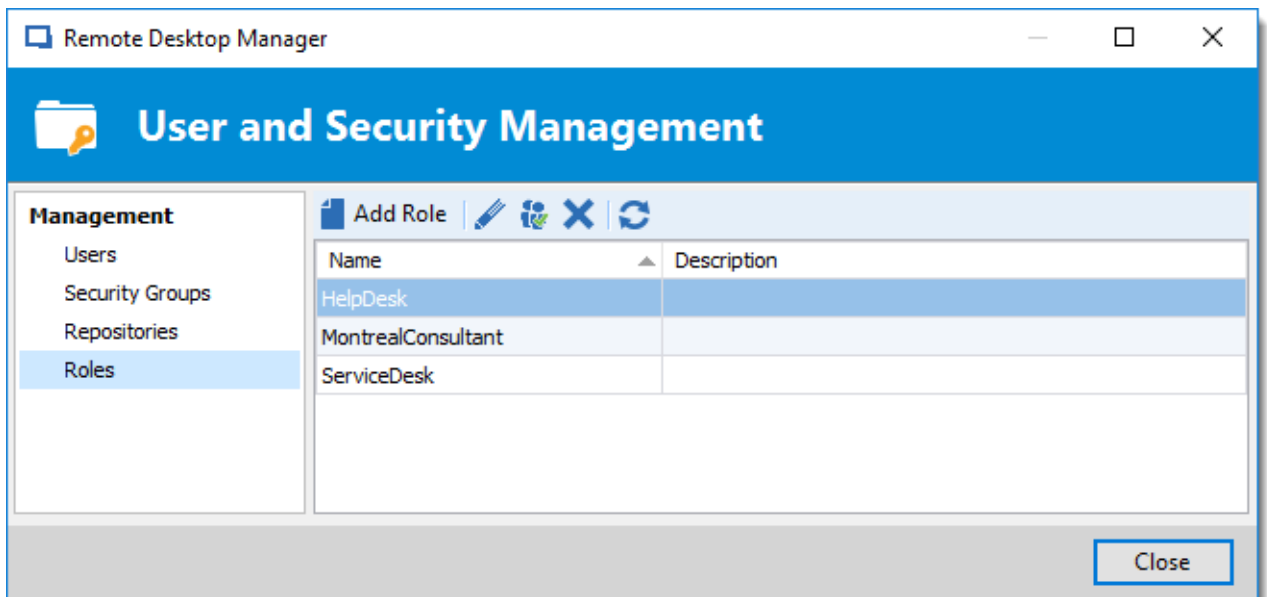 Remote Desktop Manager
User and Security Management
Management
Users
Security Groups
Repositories
Roles
Add Role
Name Description
HelpDesk
MontrealConsultant
ServiceDesk
Close